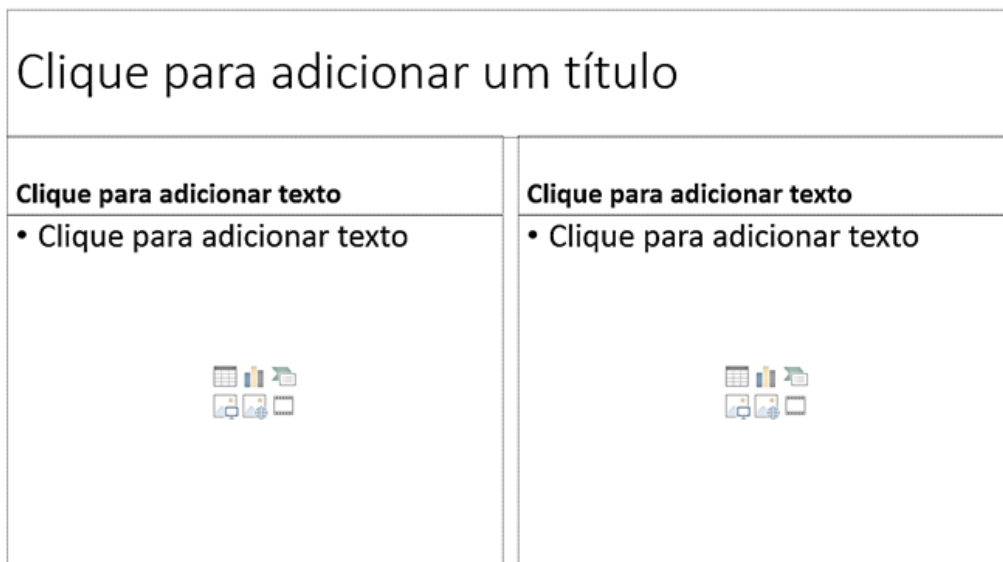 Clique para adicionar um título
Clique para adicionar texto
• Clique para adicionar texto
Clique para adicionar texto
• Clique para adicionar texto